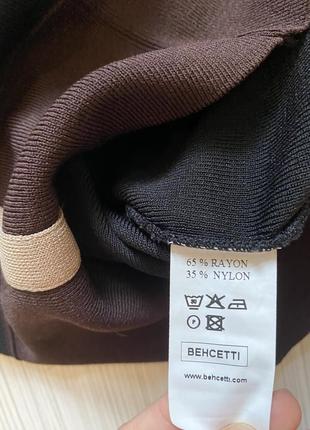 65 % RAYON
35 % NYLON
P
BEHCETTI
www.behcetti.com